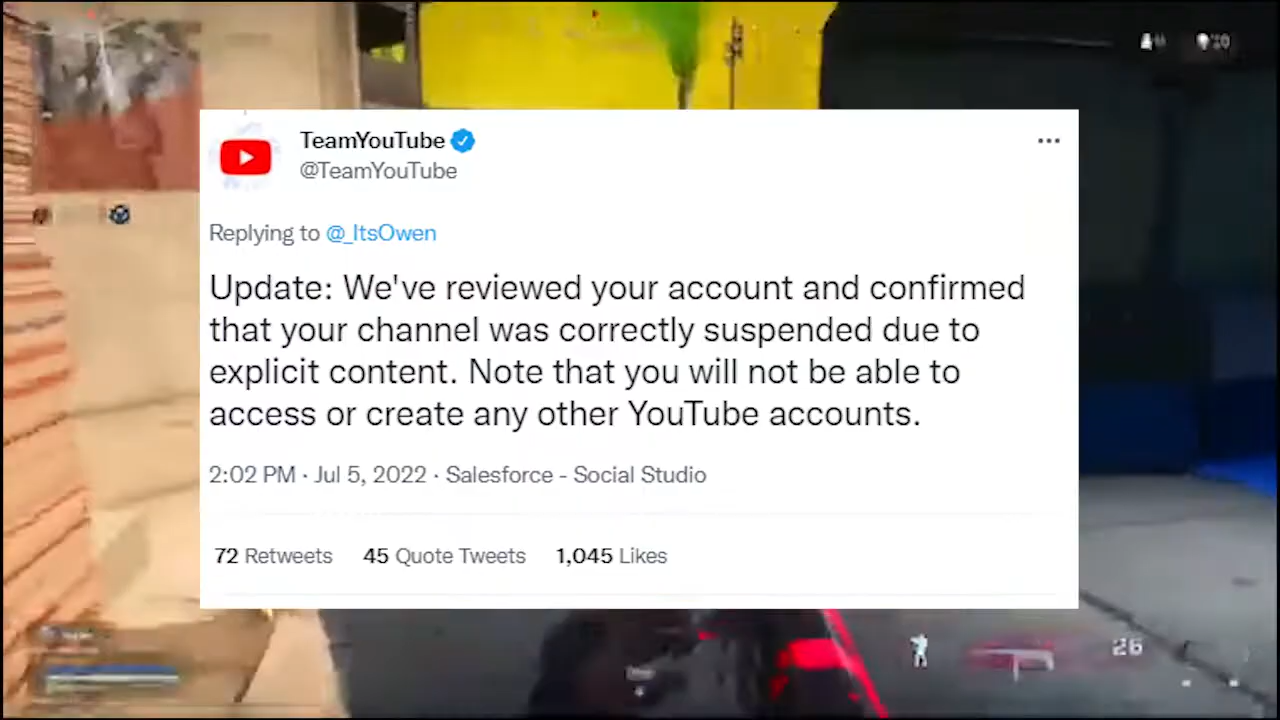 TeamYouTube
@TeamYouTube
Replying to @_ItsOwen
Update: We've reviewed your account and confirmed
that your channel was correctly suspended due to
explicit content. Note that you will not be able to
access or create any other YouTube accounts.
2:02 PM · Jul 5, 2022 · Salesforce - Social Studio
72 Retweets 45 Quote Tweets 1,045 Likes
26